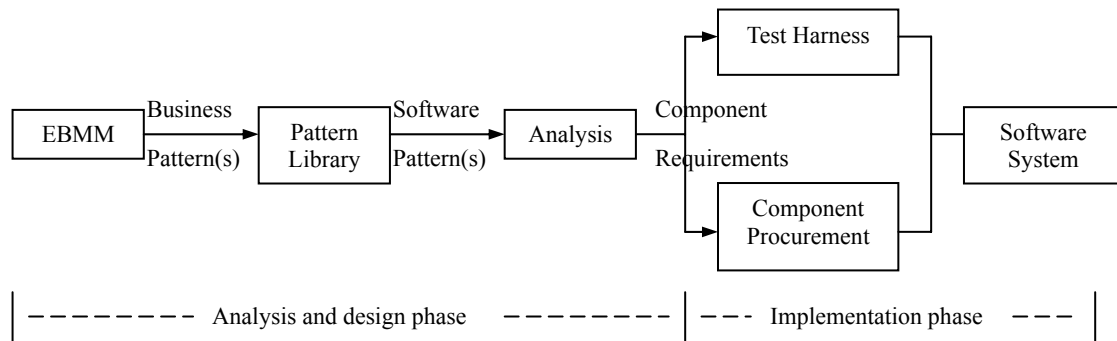 Test Harness
Business
Software
Component
EBMM
Pattern
Library
Analysis
Software
System
Pattern(s)
Pattern(s)
Requirements
Component
Procurement
Analysis and design phase
Implementation phase